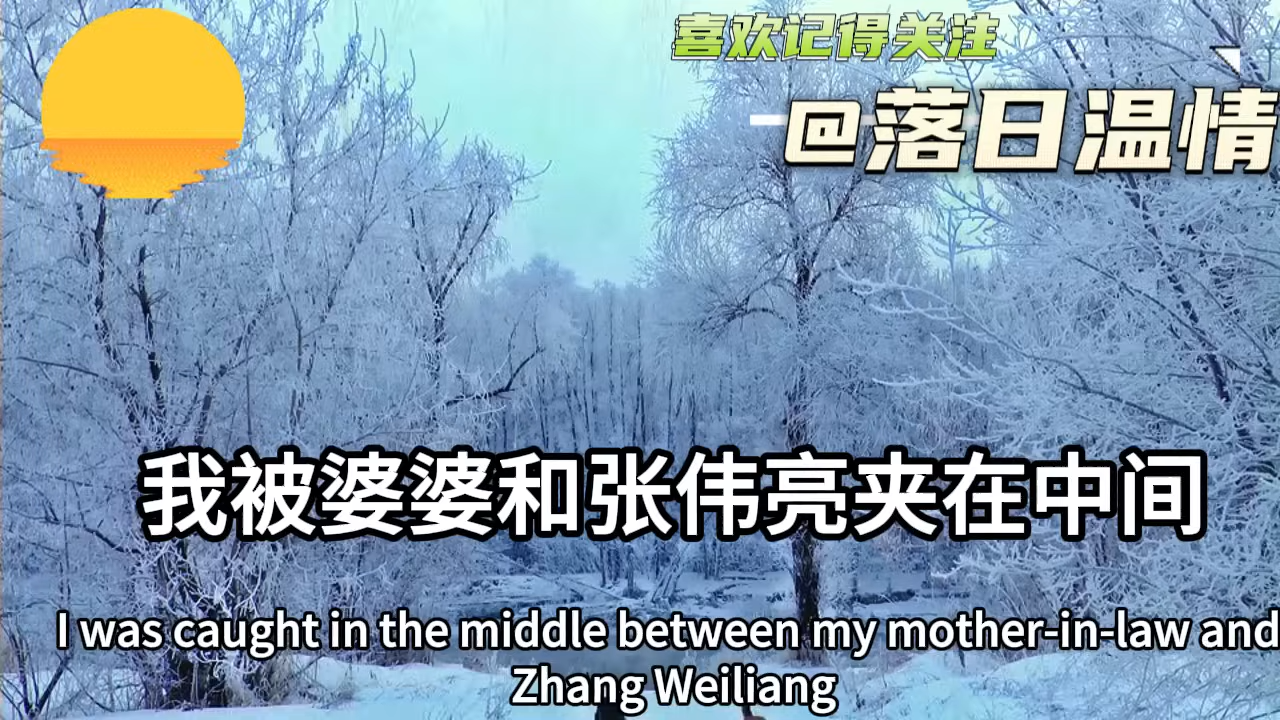 喜欢记得关注
@落日温情
我被婆婆和张伟亮夹在中间
I was caught in the middle between my mother-in-law and
Zhang Weiliang